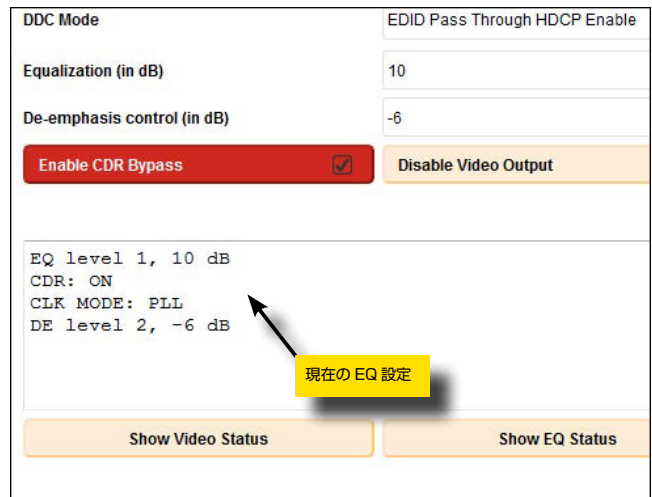 DDC Mode
EDID Pass Through HDCP Enable
Equalization (in dB)
10
De-emphasis control (in dB)
-6
Enable CDR Bypass
Disable Video Output
EQ level 1, 10 dB
CDR: ON
CLK MODE: PLL
DE level 2, -6 dB
現在の EQ 設定
Show Video Status
Show EQ Status